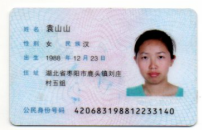 姓 名 袁山山
性 别 女 民 族 汉
出 生 1988 年 12 月 23 日
住 址 湖北省枣阳市鹿头镇刘庄
村五组
公民身份号码 420683198812233140